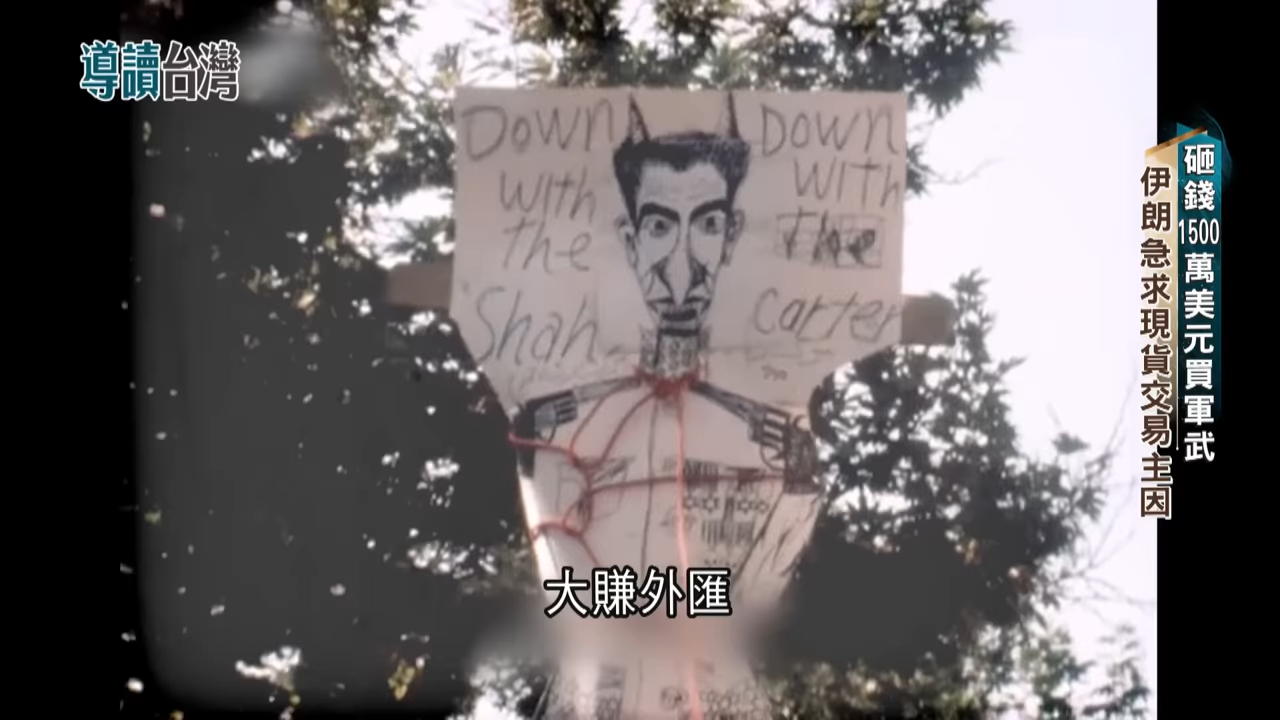 導讀台灣
Down
with
the
Shah
Down
with
The
Carter
砸錢1500萬美元買軍武
伊朗急求現貨交易主因
大賺外匯